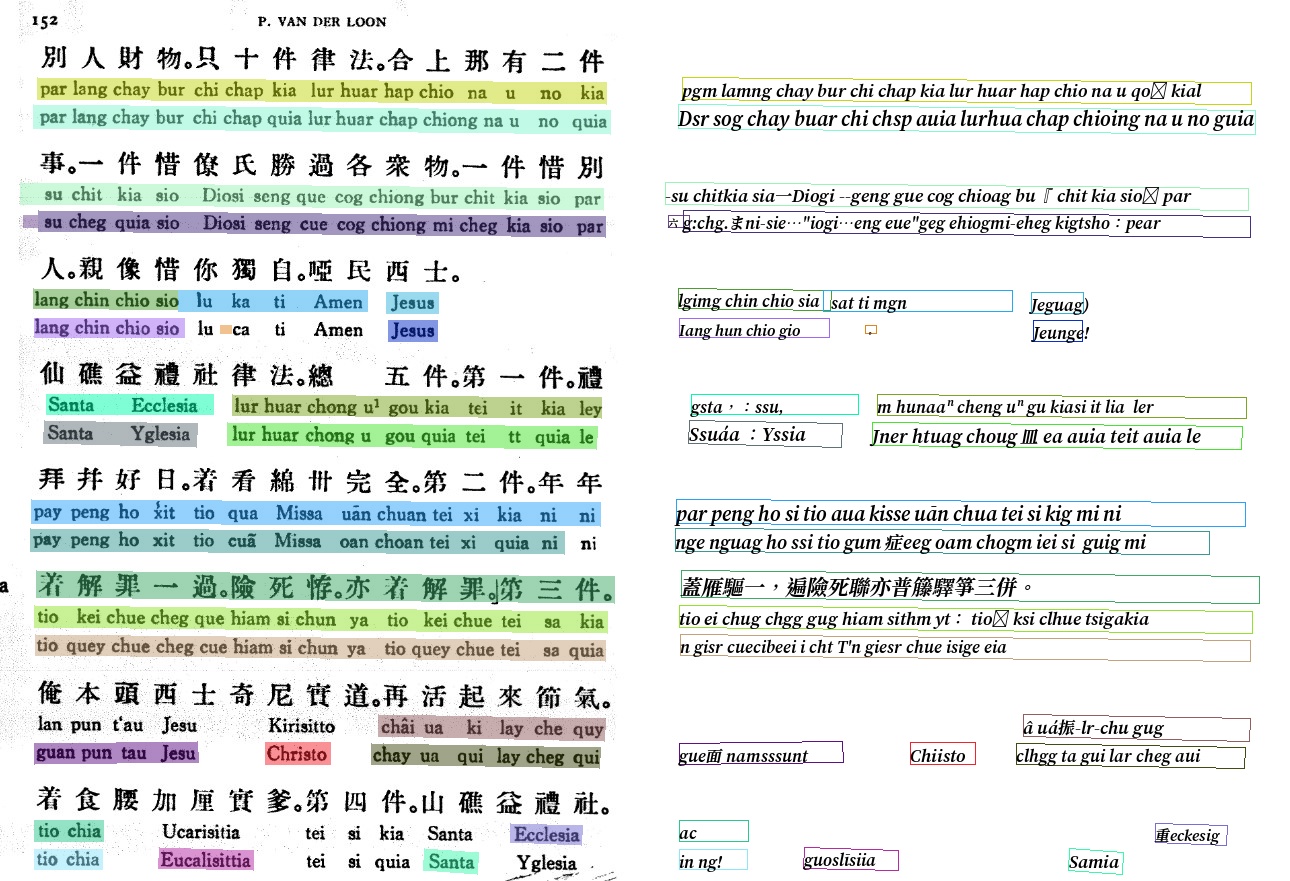 152
P. VAN DER LOON
別人財物。只十件律法。合上那有二件
par lang chay bur chi chap kia lur huar hap chio na u no kia
par lang chay bur chi chap quia lur huar chap chiong na u no quia
事。一件惜僚氏勝過各衆物。一件惜別
su chit kia sio Diosi seng que cog chiong bur chit kia sio par
su cheg quia sio Diosi seng cue cog chiong mi cheg kia sio par
人。親像惜你獨自。啞民西士。
lang chin chio sio lu ka ti Amen Jesus
lang chin chio sio lu ca ti Amen Jesus
仙礁益禮社律法。總 五件。第一件。禮
Santa Ecclesia lur huar chong u¹ gou kia tei it kia ley
Santa Yglesia lur huar chong u gou quia tei tt quia le
拜幷好日。若看綿卅完全。第二件。年年
pay peng ho xit tio qua Missa uān chuan tei xi kia ni ni
pay peng ho xit tio cuã Missa oan choan tei xi quia ni ni
a
若解罪一過。險死悖。亦若解罪。第三件。
tio kei chue cheg que hiam si chun ya tio kei chue tei sa kia
tio quey chue cheg cue hiam si chun ya tio quey chue tei sa quia
俺本頭西士奇尼實道。再活起來節氣。
lan pun t'au Jesu Kirisitto châi ua ki lay che quy
guan pun tau Jesu Christo chay ua qui lay cheg qui
着食腰加厘實爹。第四件。山礁益禮社。
tio chia Ucarisitia tei si kia Santa Ecclesia
tio chia Eucalisittia tei si quia Santa Yglesia
pgm lamng chay bur chi chap kia lur huar hap chio na u qo kial
Dsr sog chay buar chi chsp auia lurhua chap chioing na u no guia
-su chitkia sia一Diogi --geng gue cog chioag bu『 chit kia sio par
六g:chg.ま ni-sie…"iogi…eng eue"geg ehiogmi-eheg kigtsho：pear
lgimg chin chio sia sat ti mgn Jeguag)
Iang hun chio gio Jeunge!
gsta，：ssu, m hunaaⁿ cheng uⁿ gu kiasi it lia ler
Ssuáa：Yssia Jner htuag choug 皿 ea auia teit auia le
par peng ho si tio aua kisse uān chua tei si kig mi ni
nge nguag ho ssi tio gum 症eeg oam chogm iei si guig mi
蓋雁驅一，遍險死聯亦普籐驛箏三併。
tio ei chug chgg gug hiam sithm yt：tio ksi clhue tsigakia
n gisr cuecibeei i cht T'n giesr chue isige eia
â uá振-lr-chu gug
gue面 namsssunt Chiisto clhgg ta gui lar cheg aui
ac 重eckesig
in ng! guoslisiia Samia